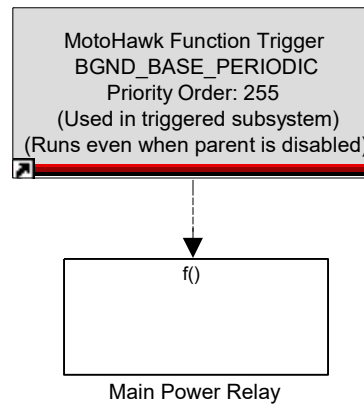 MotoHawk Function Trigger
BGND_BASE_PERIODIC
Priority Order: 255
(Used in triggered subsystem)
(Runs even when parent is disabled)
f()
Main Power Relay